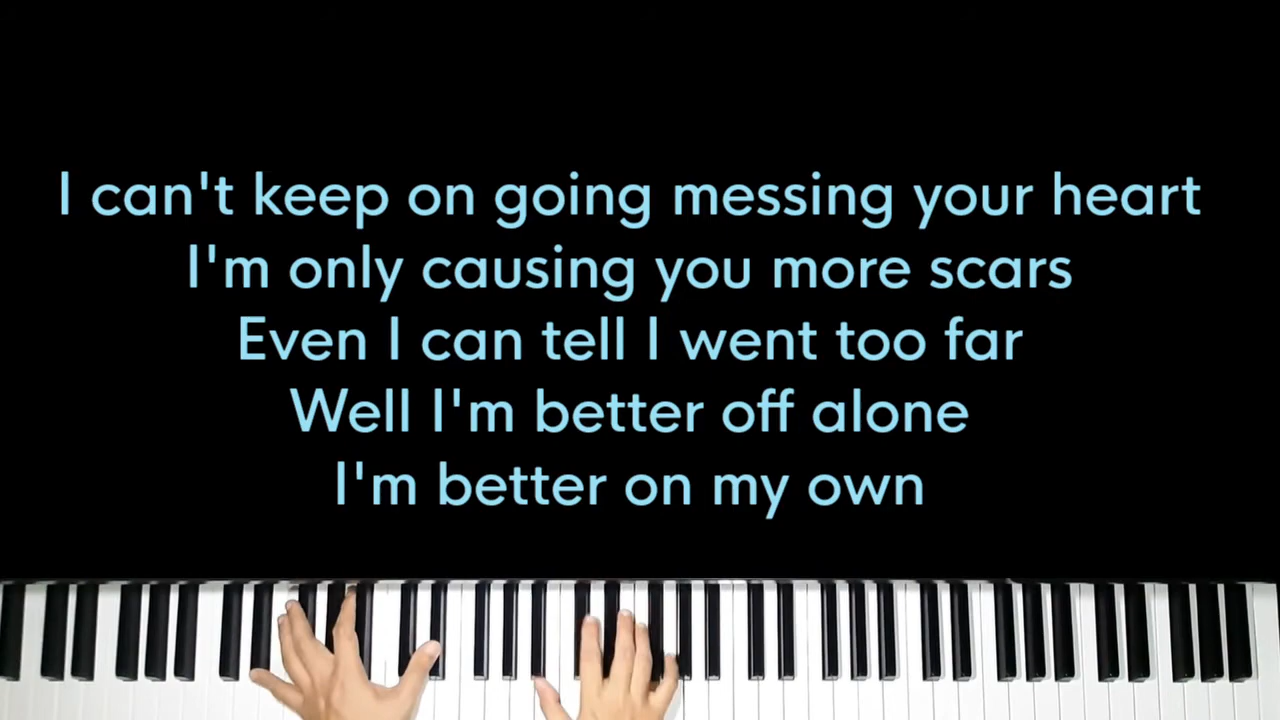 I can't keep on going messing your heart
I'm only causing you more scars
Even I can tell I went too far
Well I'm better off alone
I'm better on my own